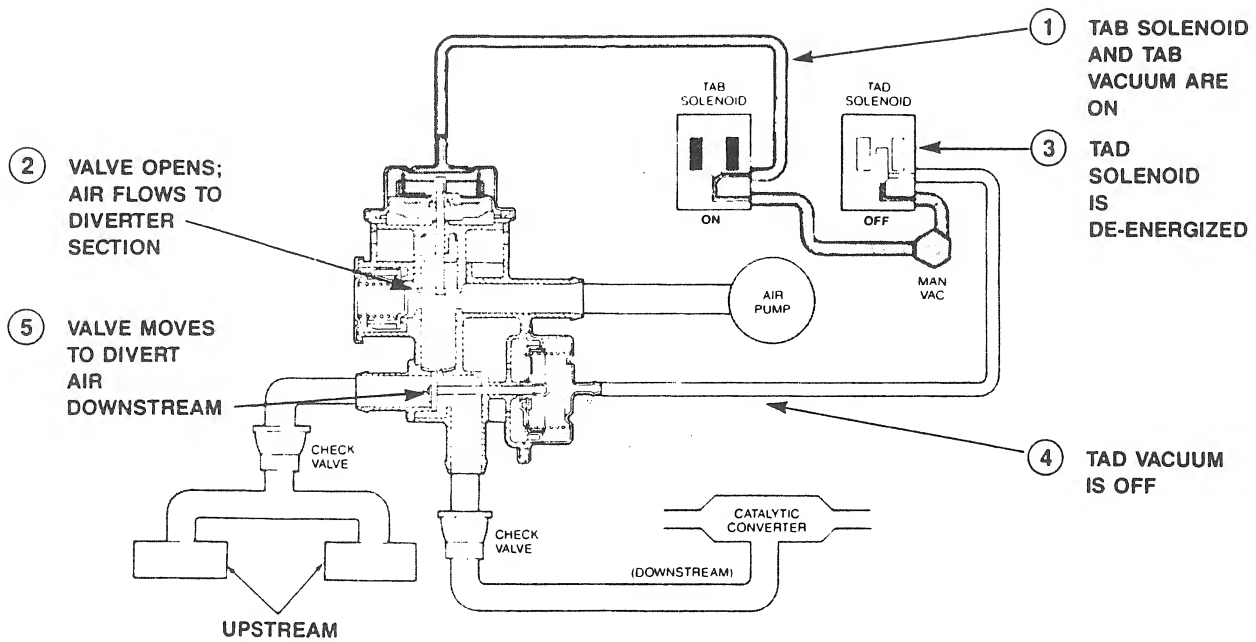 1 TAB SOLENOID
AND TAB
VACUUM ARE
ON
TAB
SOLENOID
TAD
SOLENOID
2 VALVE OPENS;
AIR FLOWS TO
DIVERTER
SECTION
3 TAD
SOLENOID
IS
DE-ENERGIZED
ON
OFF
MAN
VAC
AIR
PUMP
5 VALVE MOVES
TO DIVERT
AIR
DOWNSTREAM
CHECK
VALVE
4 TAD VACUUM
IS OFF
CHECK
VALVE
CATALYTIC
CONVERTER
(DOWNSTREAM)
UPSTREAM